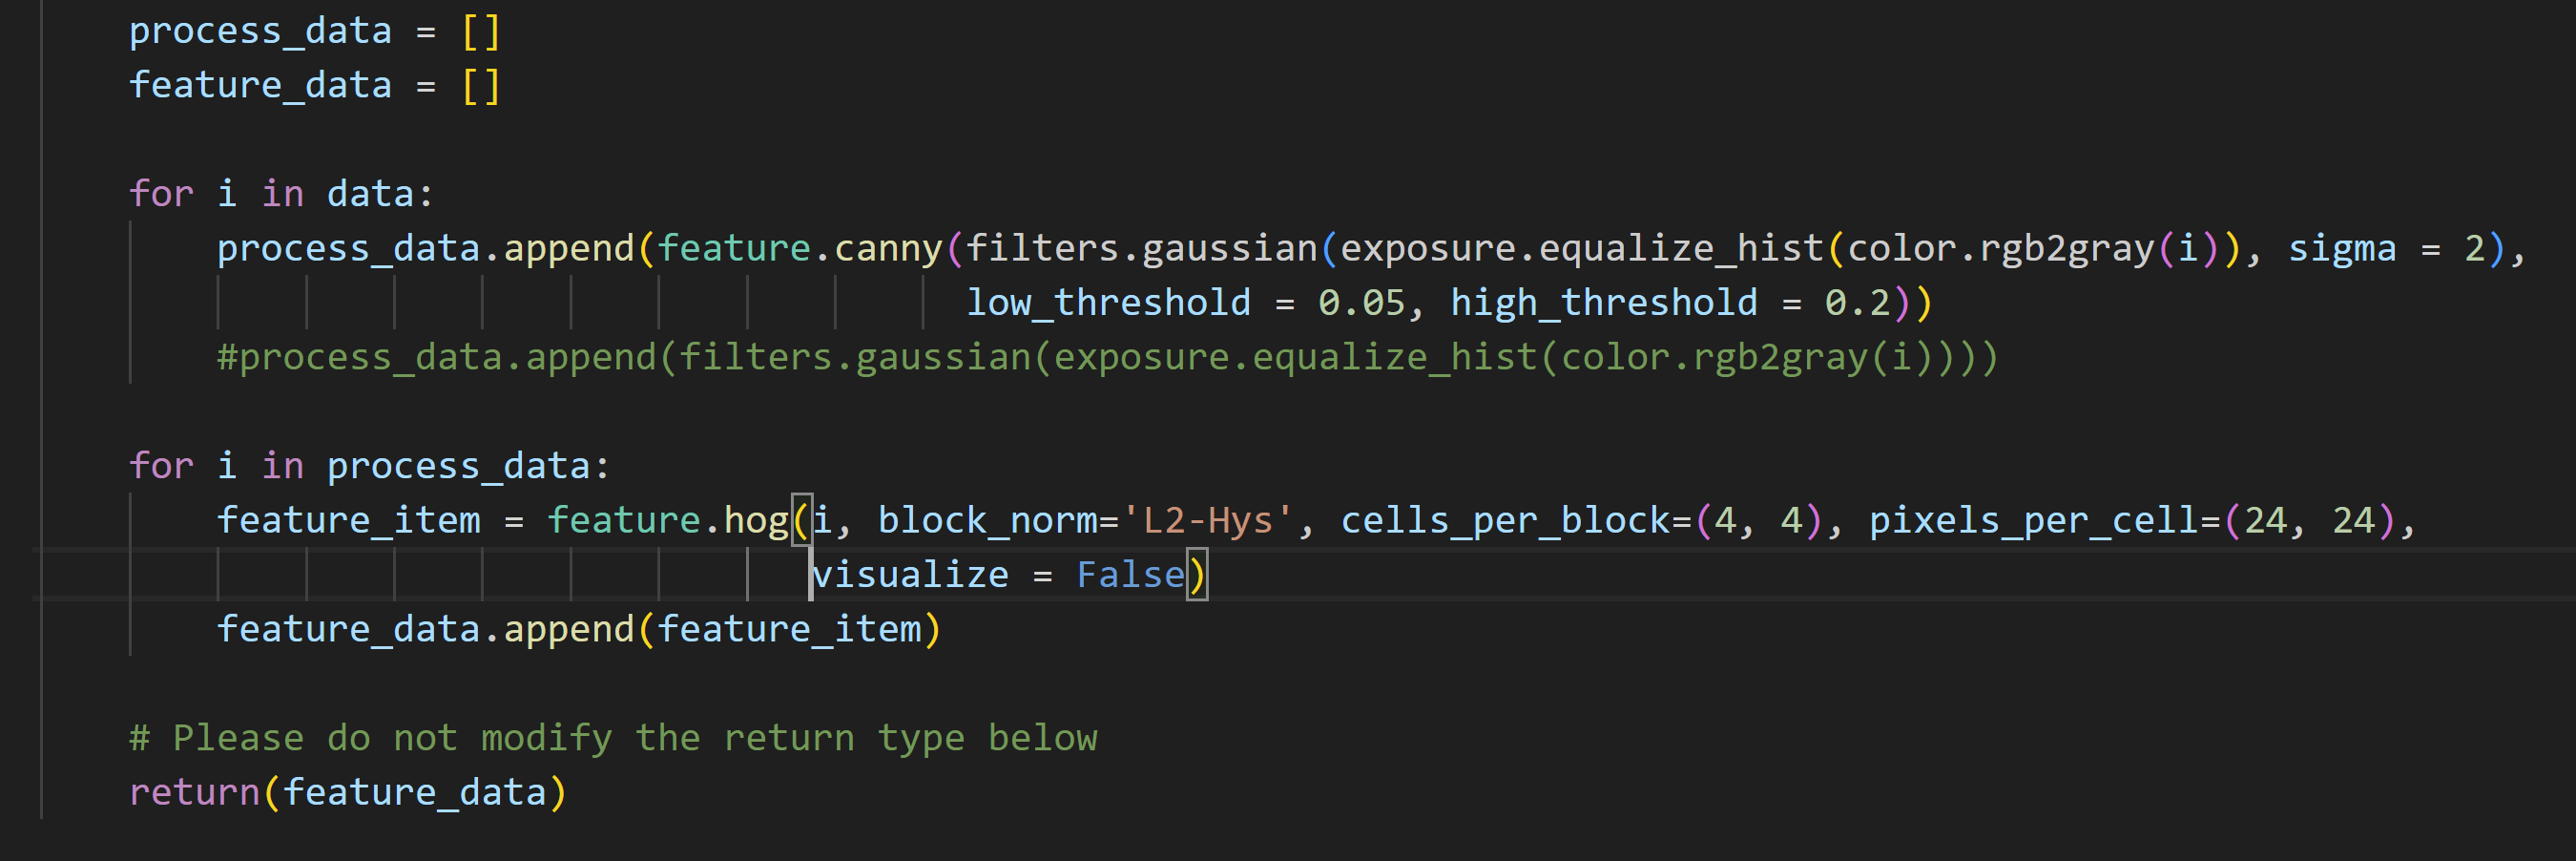 process_data = []
feature_data = []
for i in data:
process_data.append(feature.canny(filters.gaussian(exposure.equalize_hist(color.rgb2gray(i)), sigma = 2),
low_threshold = 0.05, high_threshold = 0.2))
#process_data.append(filters.gaussian(exposure.equalize_hist(color.rgb2gray(i))))
for i in process_data:
feature_item = feature.hog(i, block_norm='L2-Hys', cells_per_block=(4, 4), pixels_per_cell=(24, 24),
visualize = False)
feature_data.append(feature_item)
# Please do not modify the return type below
return(feature_data)